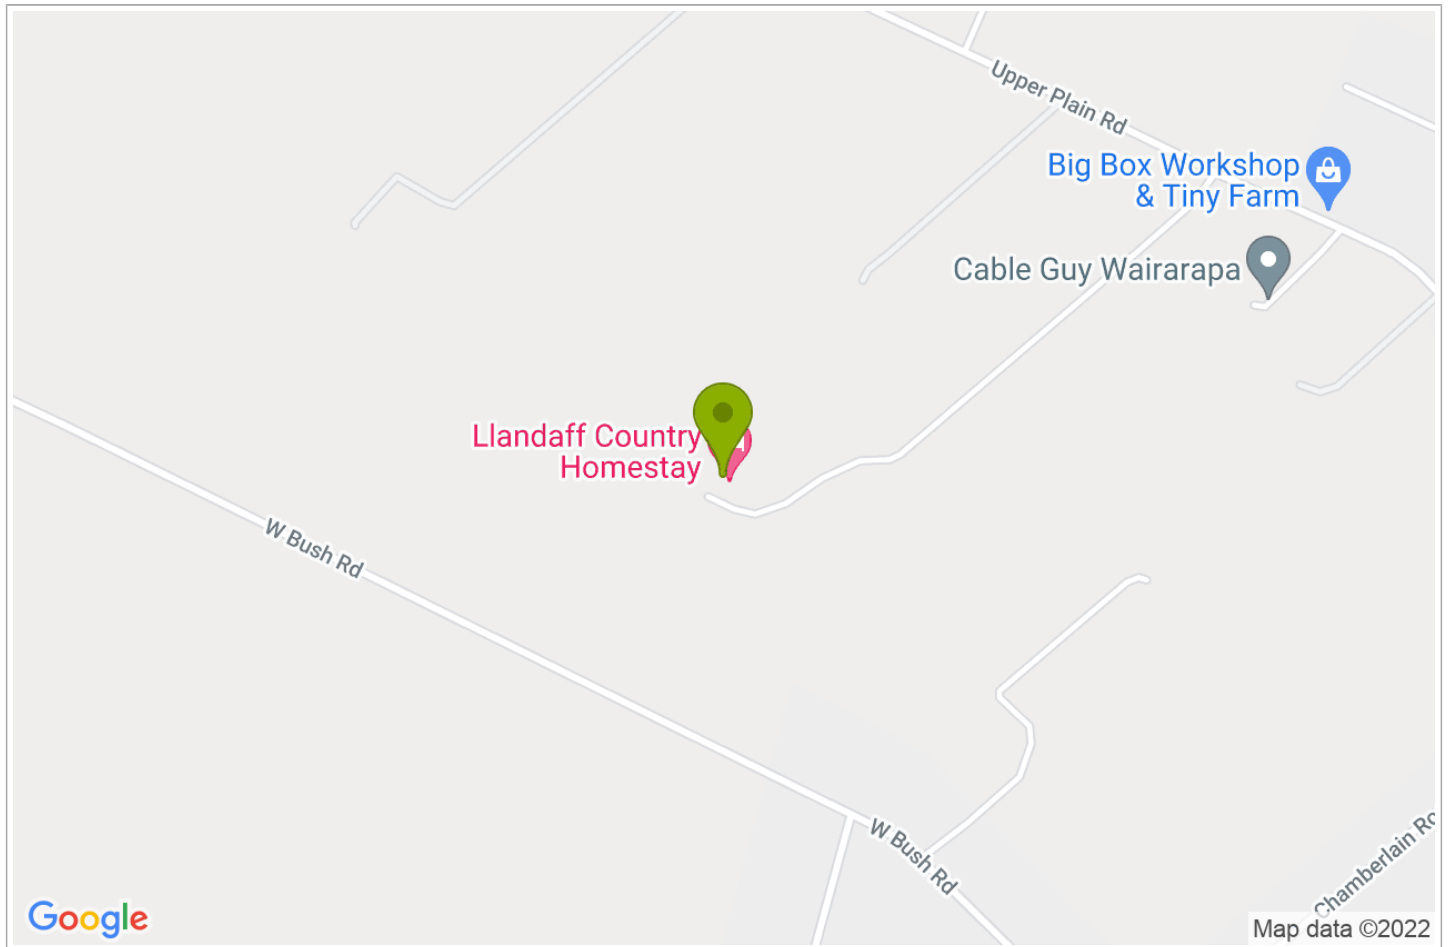 Upper Plain Rd
Big Box Workshop
& Tiny Farm
Cable Guy Wairarapa
Llandaff Country
Homestay
W Bush Rd
W Bush Rd
Chamberlain Ro
Google
Map data ©2022